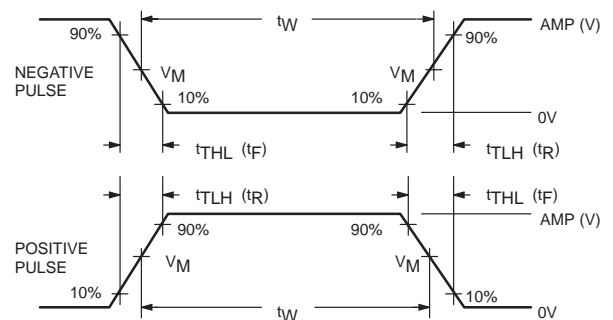 90%
tW
90%
AMP (V)
NEGATIVE
PULSE
VM
VM
10%
10%
0V
tTHL (tF)
tTLH (tR)
tTLH (tR)
tTHL (tF)
90%
90%
AMP (V)
POSITIVE
PULSE
VM
VM
10%
10%
tW
0V